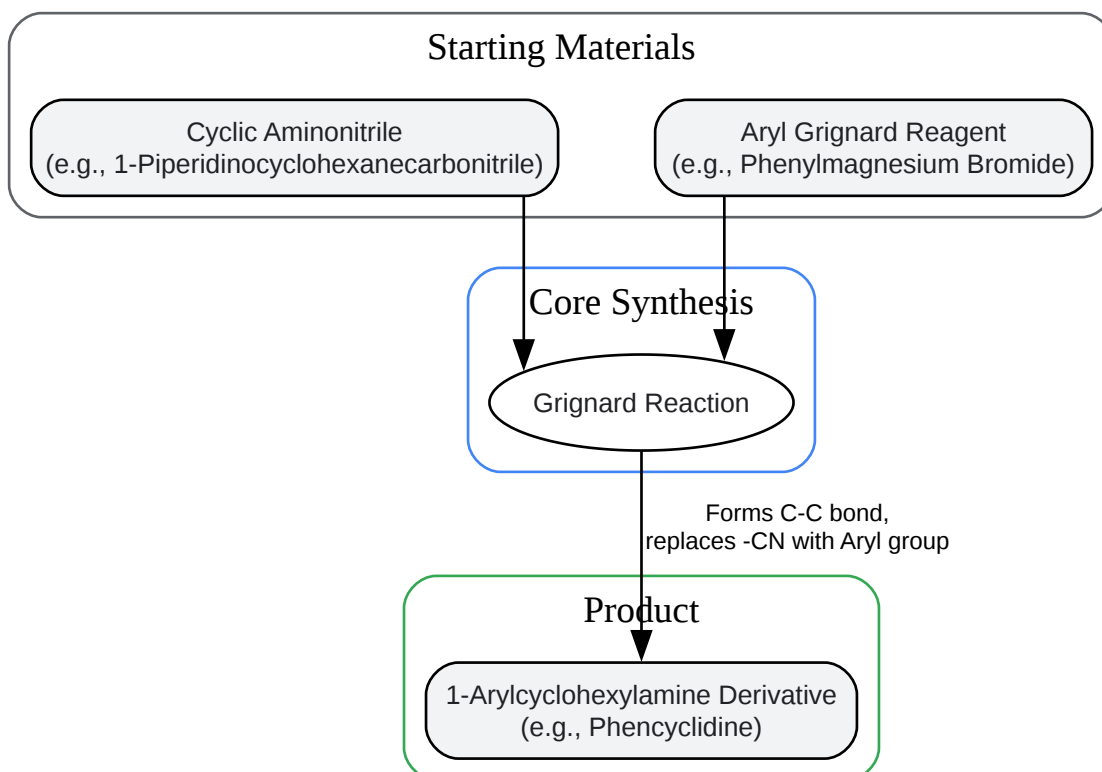 Starting Materials
Cyclic Aminonitrile
(e.g., 1-Piperidinocyclohexanecarbonitrile)
Aryl Grignard Reagent
(e.g., Phenylmagnesium Bromide)
Core Synthesis
Grignard Reaction
Forms C-C bond,
replaces -CN with Aryl group
Product
1-Arylcyclohexylamine Derivative
(e.g., Phencyclidine)